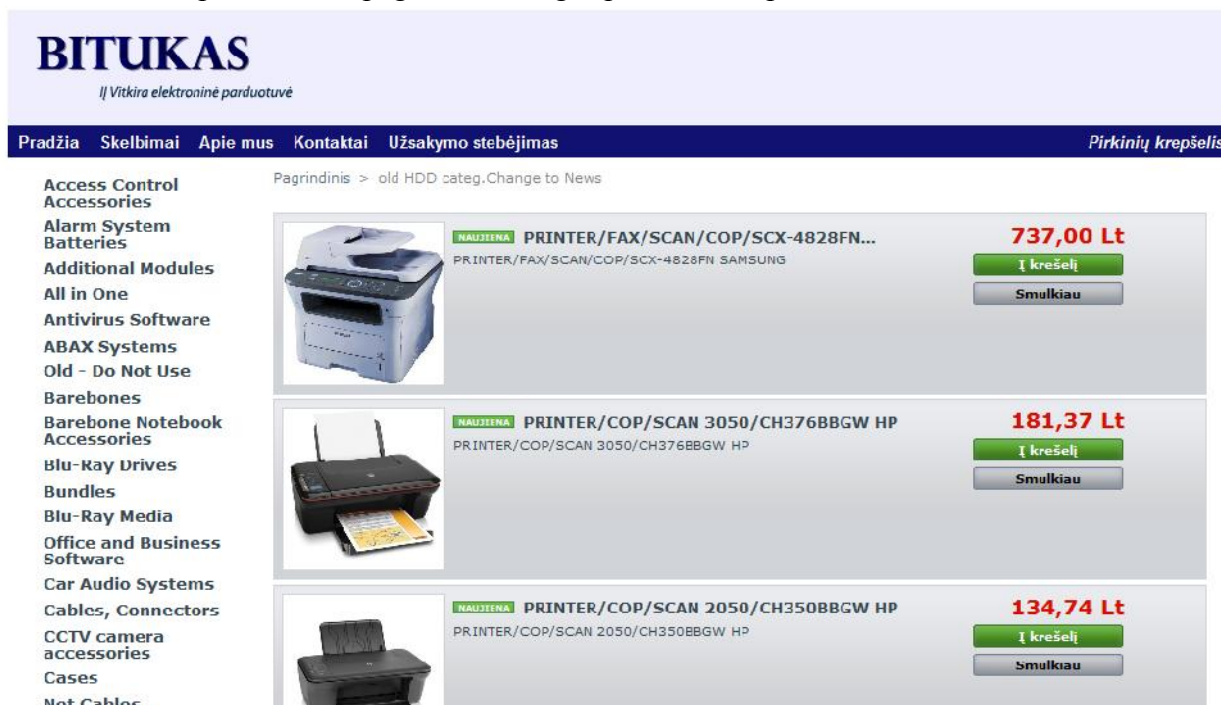 BITUKAS
IĮ Vitkira elektroninė parduotuvė
Pradžia Skelbimai Apie mus Kontaktai Užsakymo stebėjimas Pirkinių krepšelis
Pagrindinis > old HDD categ.Change to News
Access Control
Accessories
Alarm System
Batteries
Additional Modules
All in One
Antivirus Software
ABAX Systems
Old - Do Not Use
Barebones
Barebone Notebook
Accessories
Blu-Ray Drives
Bundles
Blu-Ray Media
Office and Business
Software
Car Audio Systems
Cables, Connectors
CCTV camera
accessories
Cases
Net Cables
NAUJIENA PRINTER/FAX/SCAN/COP/SCX-4828FN...
PRINTER/FAX/SCAN/COP/SCX-4828FN SAMSUNG
737,00 Lt
Į krešelį
Smulkiau
NAUJIENA PRINTER/COP/SCAN 3050/CH376BBGW HP
PRINTER/COP/SCAN 3050/CH376BBGW HP
181,37 Lt
Į krešelį
Smulkiau
NAUJIENA PRINTER/COP/SCAN 2050/CH350BBGW HP
PRINTER/COP/SCAN 2050/CH350BBGW HP
134,74 Lt
Į krešelį
Smulkiau